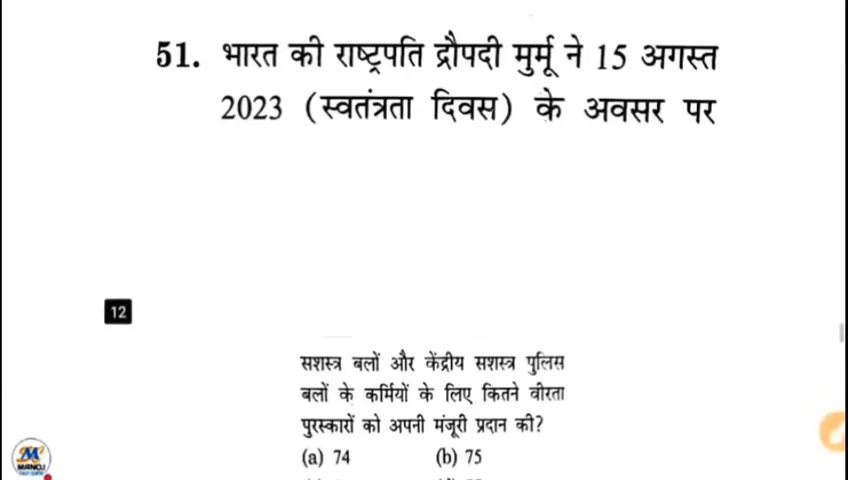 51. भारत की राष्ट्रपति द्रौपदी मुर्मू ने 15 अगस्त
2023 (स्वतंत्रता दिवस) के अवसर पर
12
सशस्त्र बलों और केंद्रीय सशस्त्र पुलिस
बलों के कर्मियों के लिए कितने वीरता
पुरस्कारों को अपनी मंजूरी प्रदान की?
(a) 74 (b) 75
MANOJ